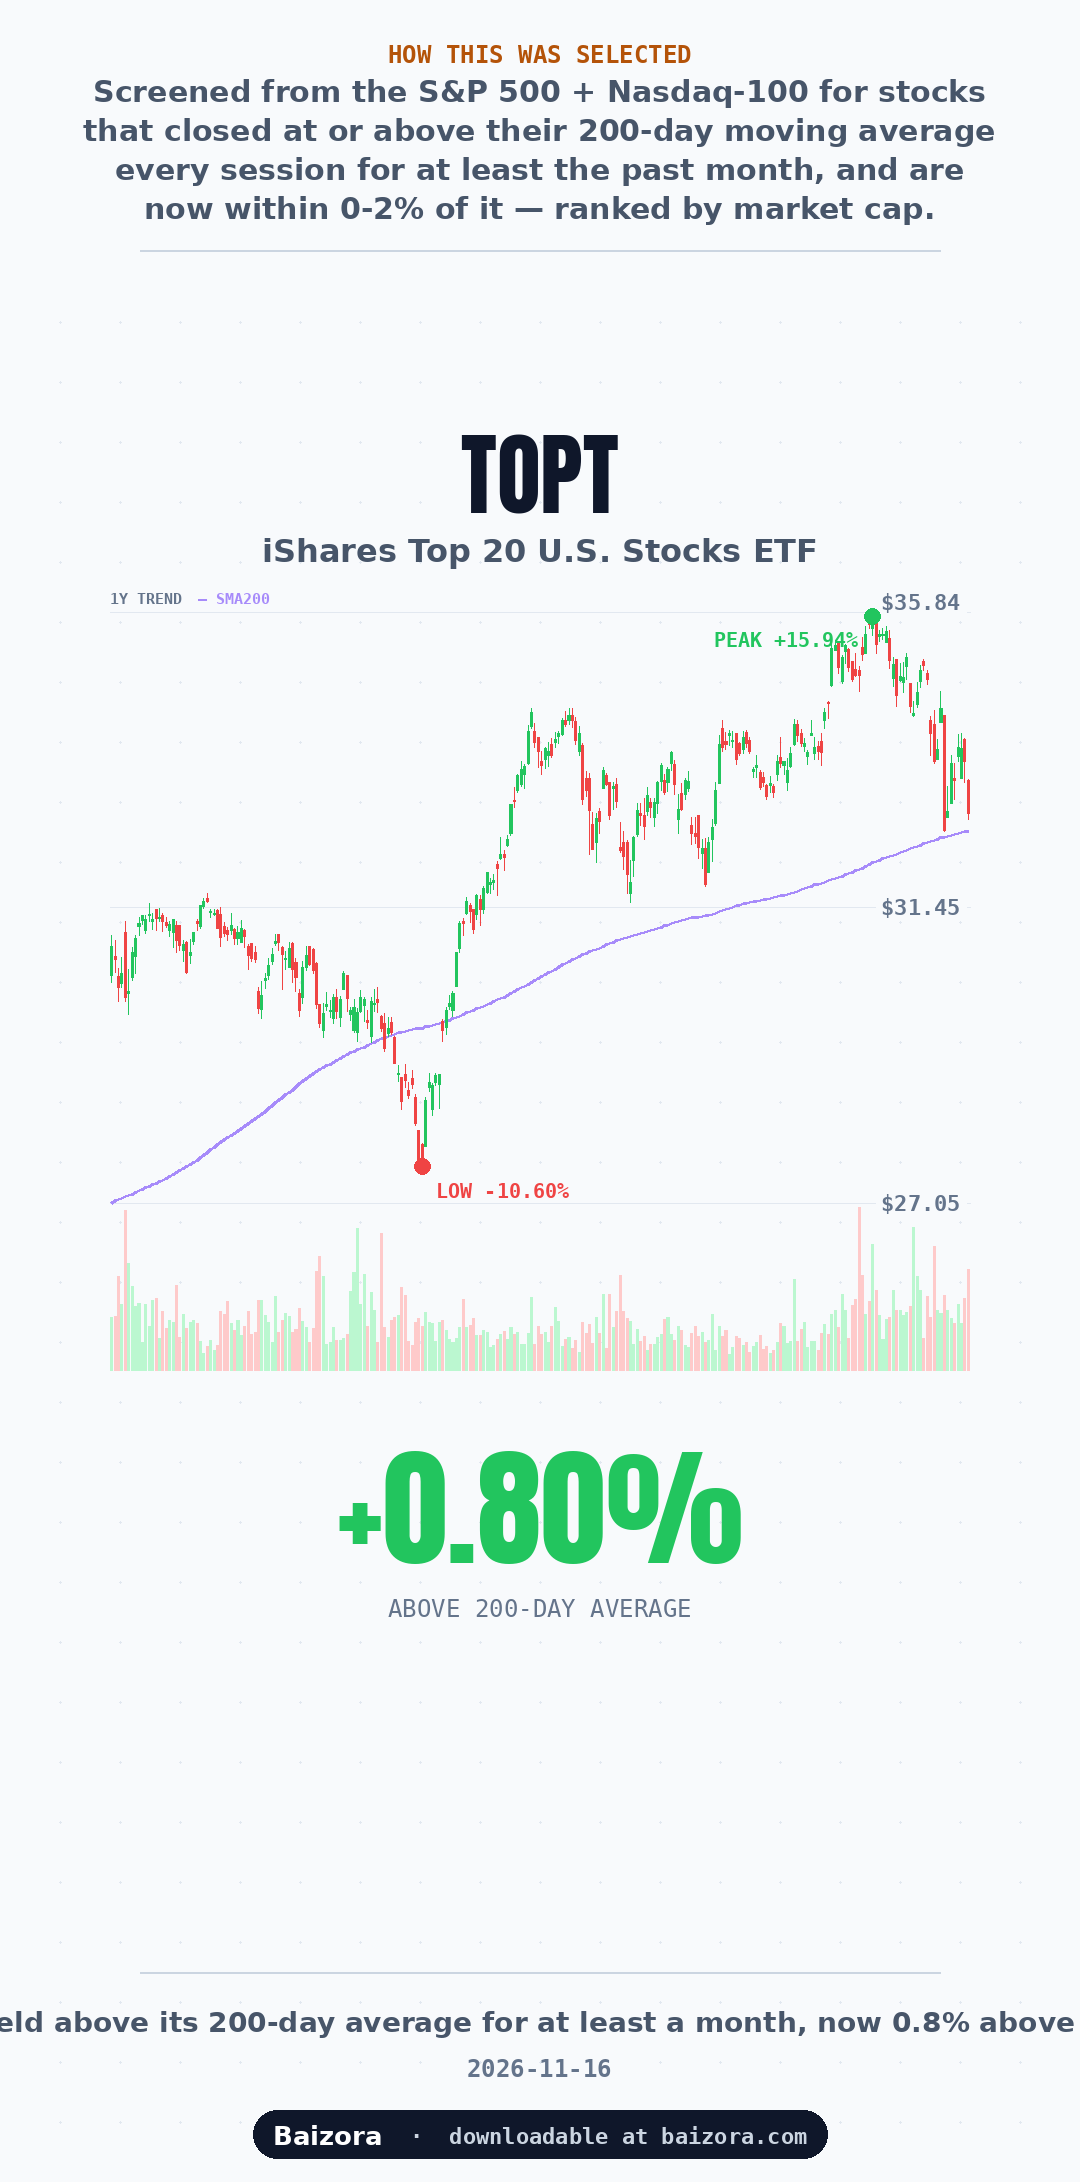 HOW THIS WAS SELECTED
Screened from the S&P 500 + Nasdaq-100 for stocks
that closed at or above their 200-day moving average
every session for at least the past month, and are
now within 0-2% of it — ranked by market cap.
TOPT
iShares Top 20 U.S. Stocks ETF
1Y TREND — SMA200
$35.84
PEAK +15.94%
$31.45
LOW -10.60%
$27.05
+0.80%
ABOVE 200-DAY AVERAGE
eld above its 200-day average for at least a month, now 0.8% above
2026-11-16
Baizora · downloadable at baizora.com